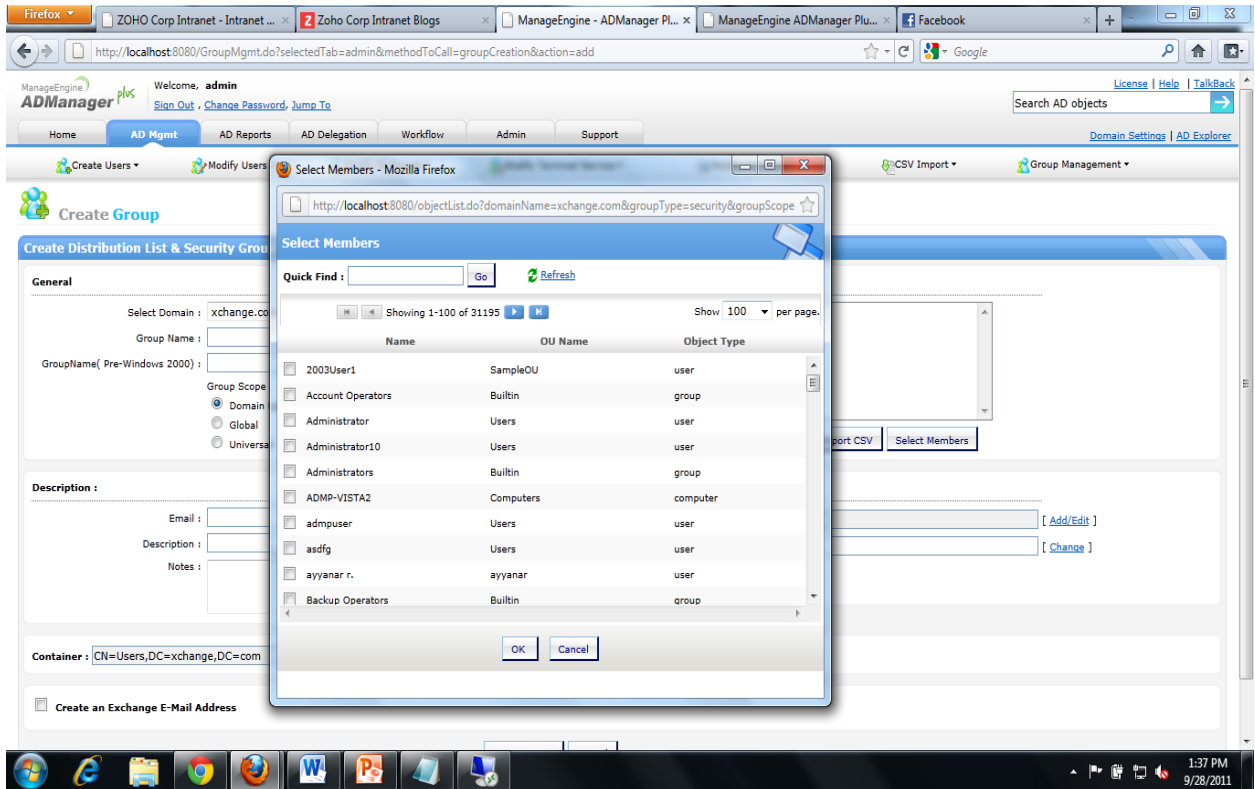 Firefox
ZOHO Corp Intranet - Intranet ...
Zoho Corp Intranet Blogs
ManageEngine - ADManager Pl...
ManageEngine ADManager Plu...
Facebook
http://localhost:8080/GroupMgmt.do?selectedTab=admin&methodToCall=groupCreation&action=add
Google
ManageEngine
ADManager Plus
Welcome, admin
Sign Out , Change Password, Jump To
License | Help | TalkBack
Search AD objects
Home
AD Mgmt
AD Reports
AD Delegation
Workflow
Admin
Support
Domain Settings | AD Explorer
Create Users
Modify Users
CSV Import
Group Management
Create Group
Create Distribution List & Security Grou
General
Select Domain : xchange.co
Group Name :
GroupName( Pre-Windows 2000) :
Group Scope
Domain
Global
Universa
port CSV
Select Members
Description :
Email :
[ Add/Edit ]
Description :
[ Change ]
Notes :
Container : CN=Users,DC=xchange,DC=com
Create an Exchange E-Mail Address
Select Members - Mozilla Firefox
http://localhost:8080/objectList.do?domainName=xchange.com&groupType=security&groupScope
Select Members
Quick Find :
Go
Refresh
Showing 1-100 of 31195
Show 100 per page.
Name OU Name Object Type
2003User1 SampleOU user
Account Operators Builtin group
Administrator Users user
Administrator10 Users user
Administrators Builtin group
ADMP-VISTA2 Computers computer
admpuser Users user
asdfg Users user
ayyanar r. ayyanar user
Backup Operators Builtin group
OK
Cancel
1:37 PM
9/28/2011